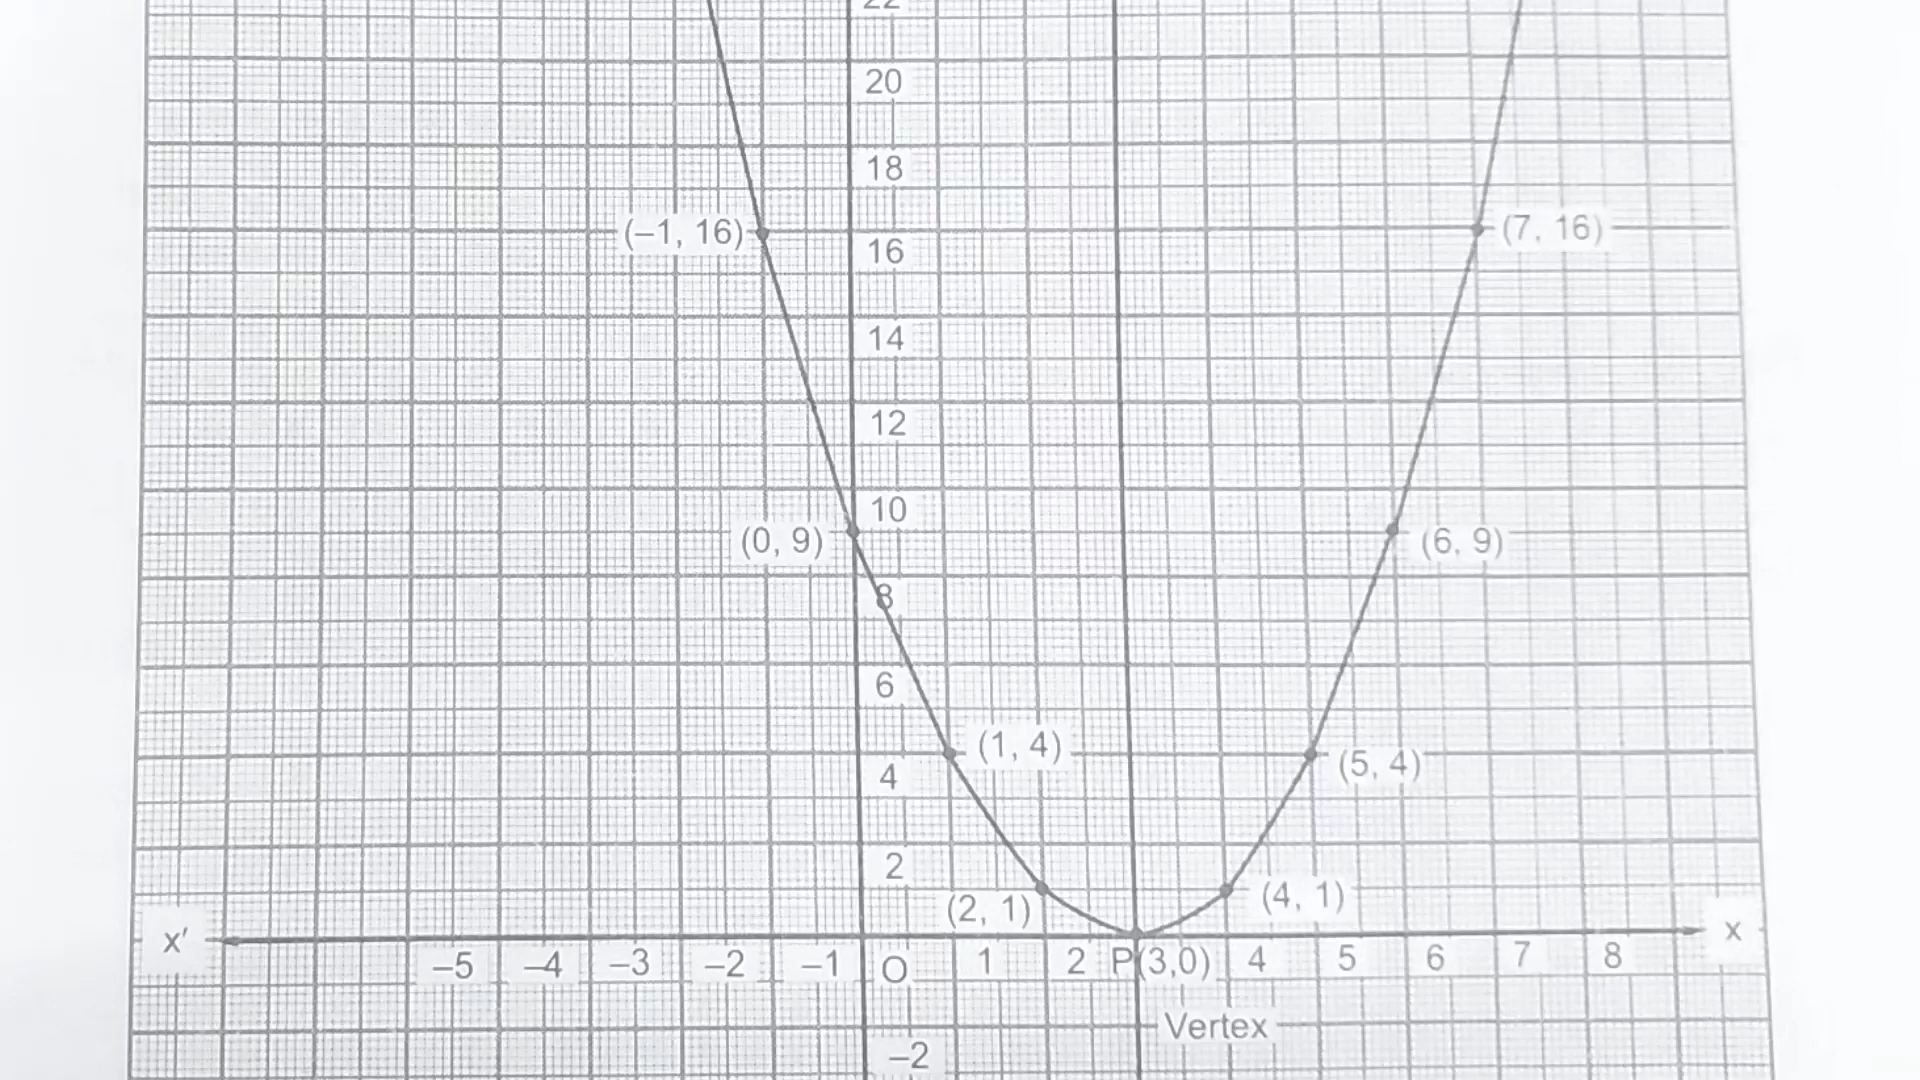 22
20
18
(–1, 16) 16 (7, 16)
14
12
10
(0, 9) (6, 9)
8
6
(1, 4) (5, 4)
4
2
(2, 1) (4, 1)
x′ x
–5 –4 –3 –2 –1 O 1 2 P(3,0) 4 5 6 7 8
Vertex
–2